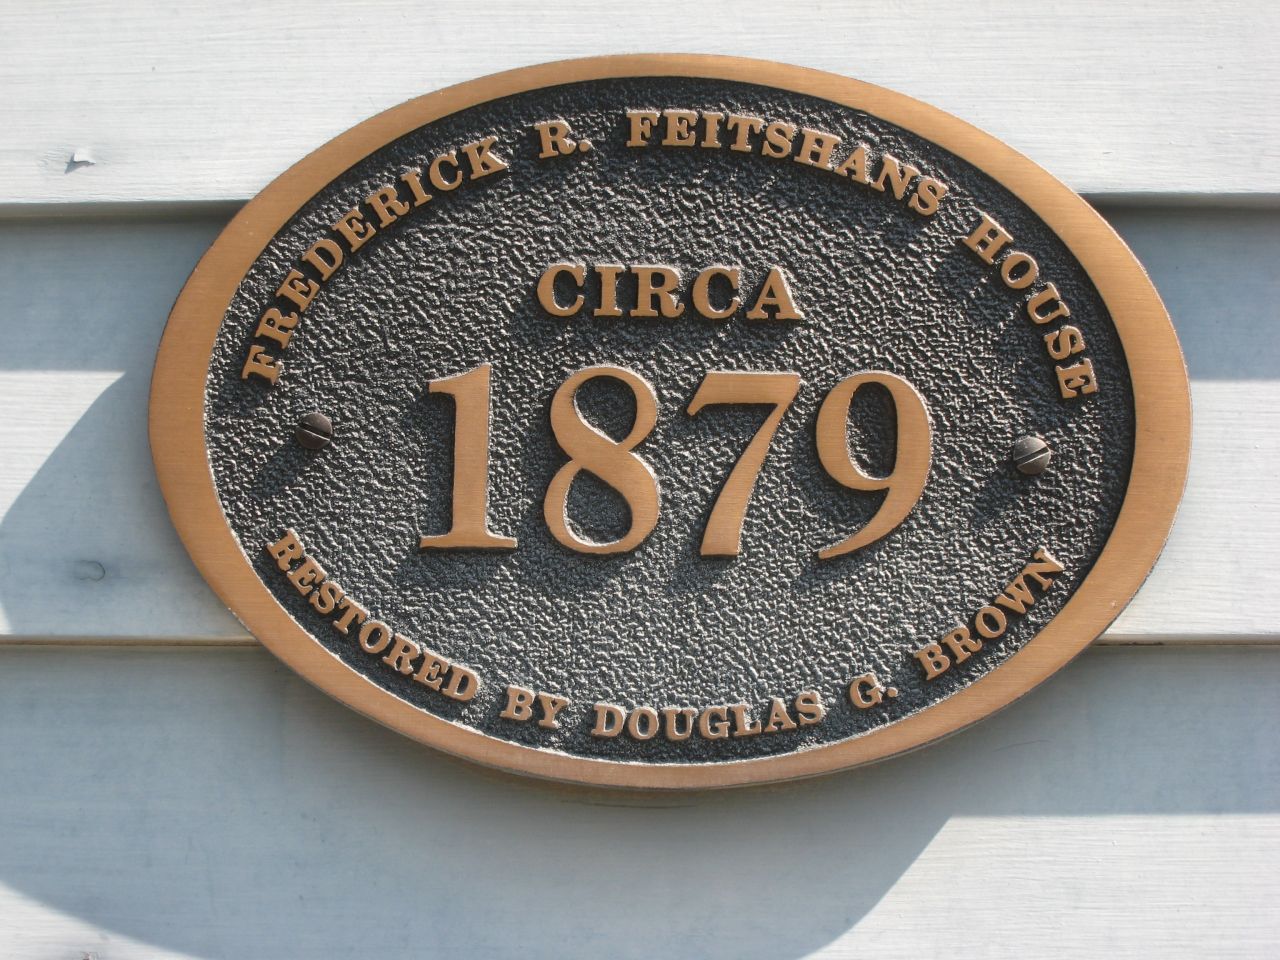 FREDERICK R. FEITSHANS HOUSE
CIRCA
1879
RESTORED BY DOUGLAS G. BROWN